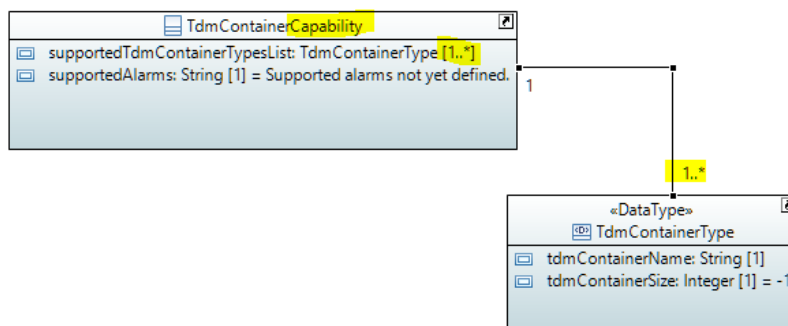 TdmContainerCapability
supportedTdmContainerTypesList: TdmContainerType [1..*]
supportedAlarms: String [1] = Supported alarms not yet defined.
1
1..*
«DataType»
«D» TdmContainerType
tdmContainerName: String [1]
tdmContainerSize: Integer [1] = -1